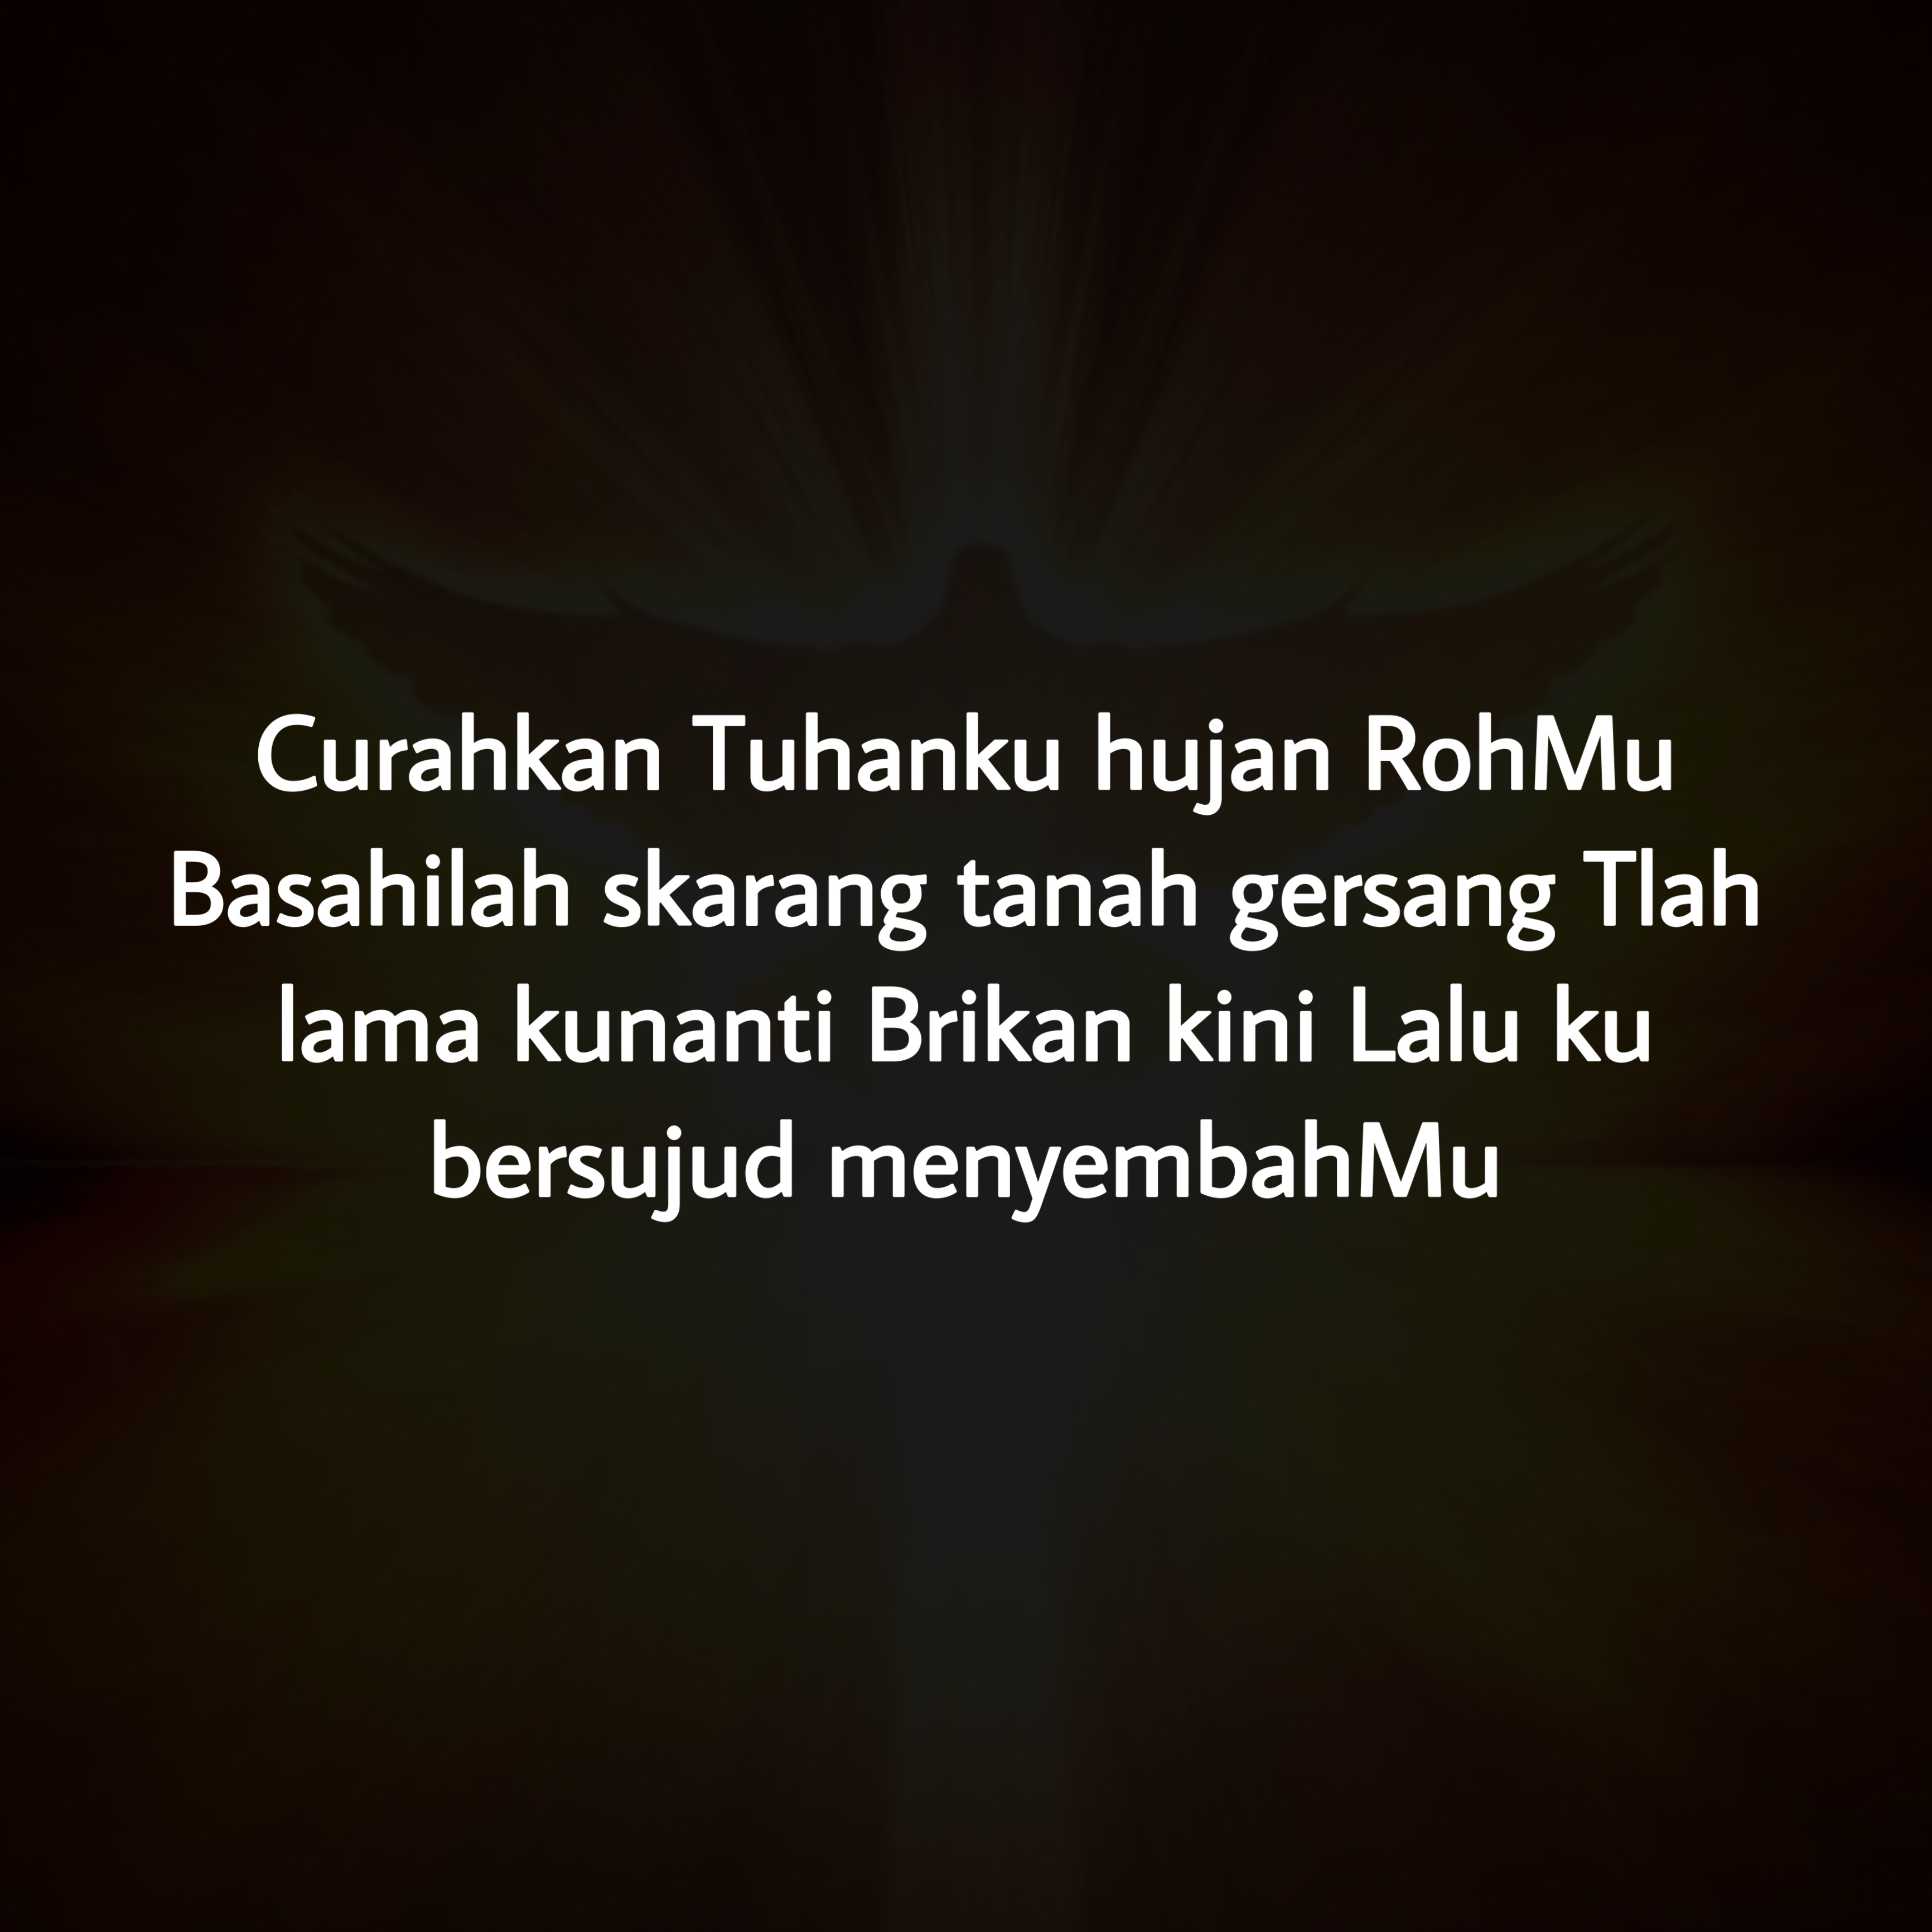 Curahkan Tuhanku hujan RohMu
Basahilah skarang tanah gersang Tlah
lama kunanti Brikan kini Lalu ku
bersujud menyembahMu